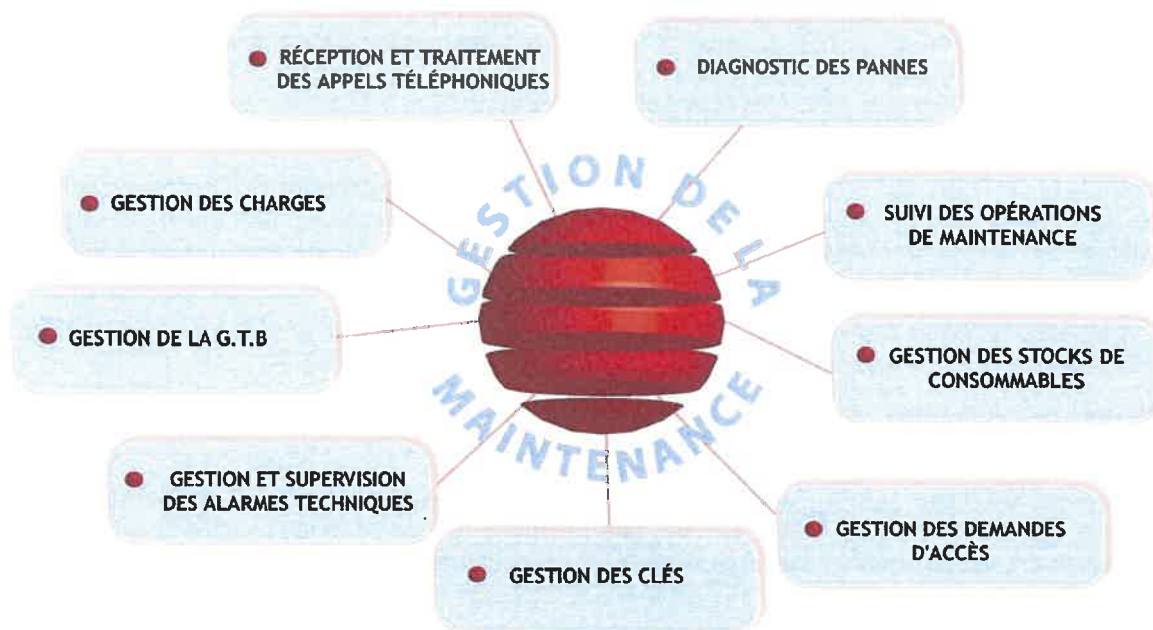 RÉCEPTION ET TRAITEMENT
DES APPELS TÉLÉPHONIQUES
DIAGNOSTIC DES PANNES
GESTION DES CHARGES
SUIVI DES OPÉRATIONS
DE MAINTENANCE
GESTION DE LA
MAINTENANCE
GESTION DE LA G.T.B
GESTION DES STOCKS DE
CONSOMMABLES
GESTION ET SUPERVISION
DES ALARMES TECHNIQUES
GESTION DES DEMANDES
D'ACCÈS
GESTION DES CLÉS